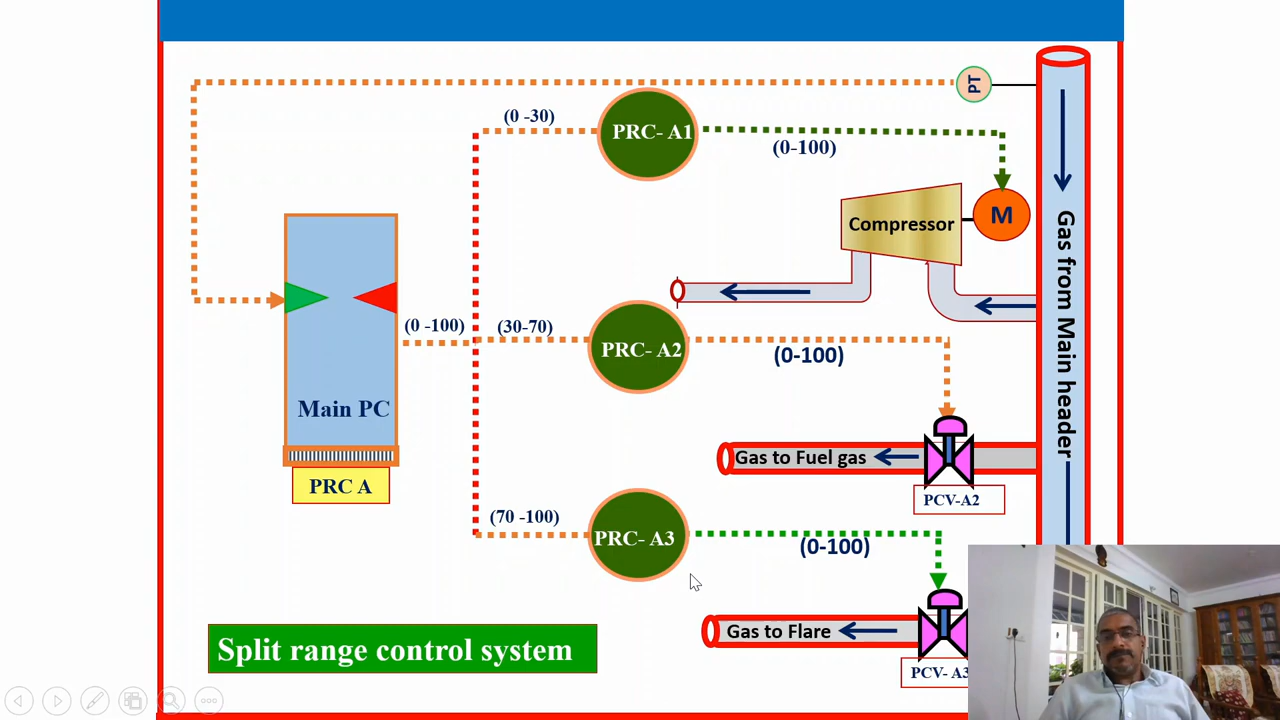 PT
(0 -30)
PRC- A1
(0-100)
M
Compressor
Gas from Main header
(0 -100)
(30-70)
PRC- A2
(0-100)
Main PC
Gas to Fuel gas
PRC A
PCV-A2
(70 -100)
PRC- A3
(0-100)
Gas to Flare
Split range control system
PCV- A3